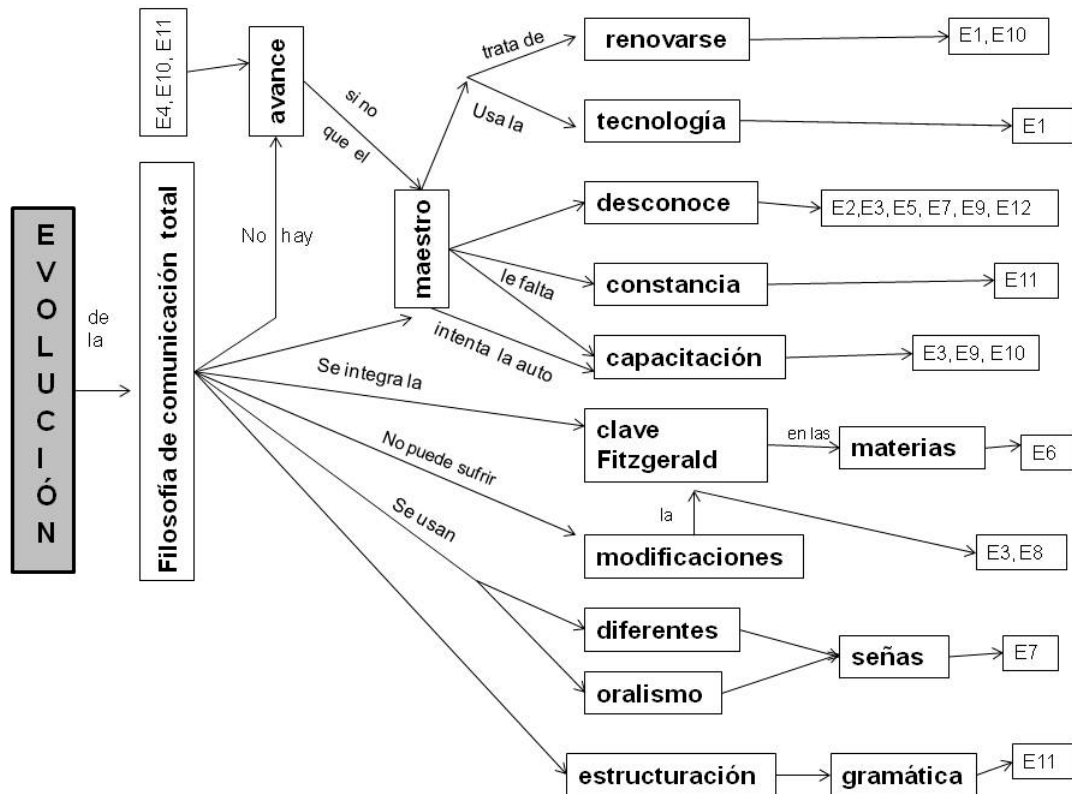 EVOLUCIÓN
de
la
Filosofía de comunicación total
E4, E10, E11
avance
No hay
si no
que el
maestro
trata de
renovarse
E1, E10
Usa la
tecnología
E1
desconoce
E2,E3, E5, E7, E9, E12
le falta
constancia
E11
intenta la auto
capacitación
E3, E9, E10
Se integra la
clave
Fitzgerald
en las
materias
E6
No puede sufrir
la
modificaciones
E3, E8
Se usan
diferentes
señas
E7
oralismo
estructuración
gramática
E11